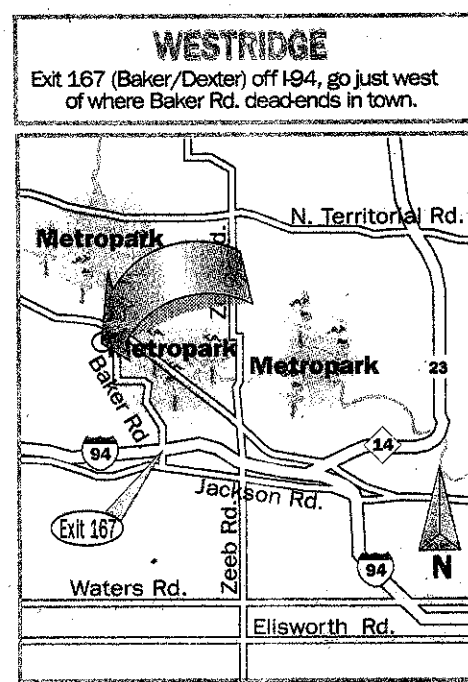 WESTRIDGE
Exit 167 (Baker/Dexter) off I-94, go just west
of where Baker Rd. dead-ends in town.
N. Territorial Rd.
Metropark
Metropark
Metropark
23
Baker Rd
14
94
Jackson Rd.
Exit 167
Zeeb Rd.
94
N
Waters Rd.
Ellsworth Rd.